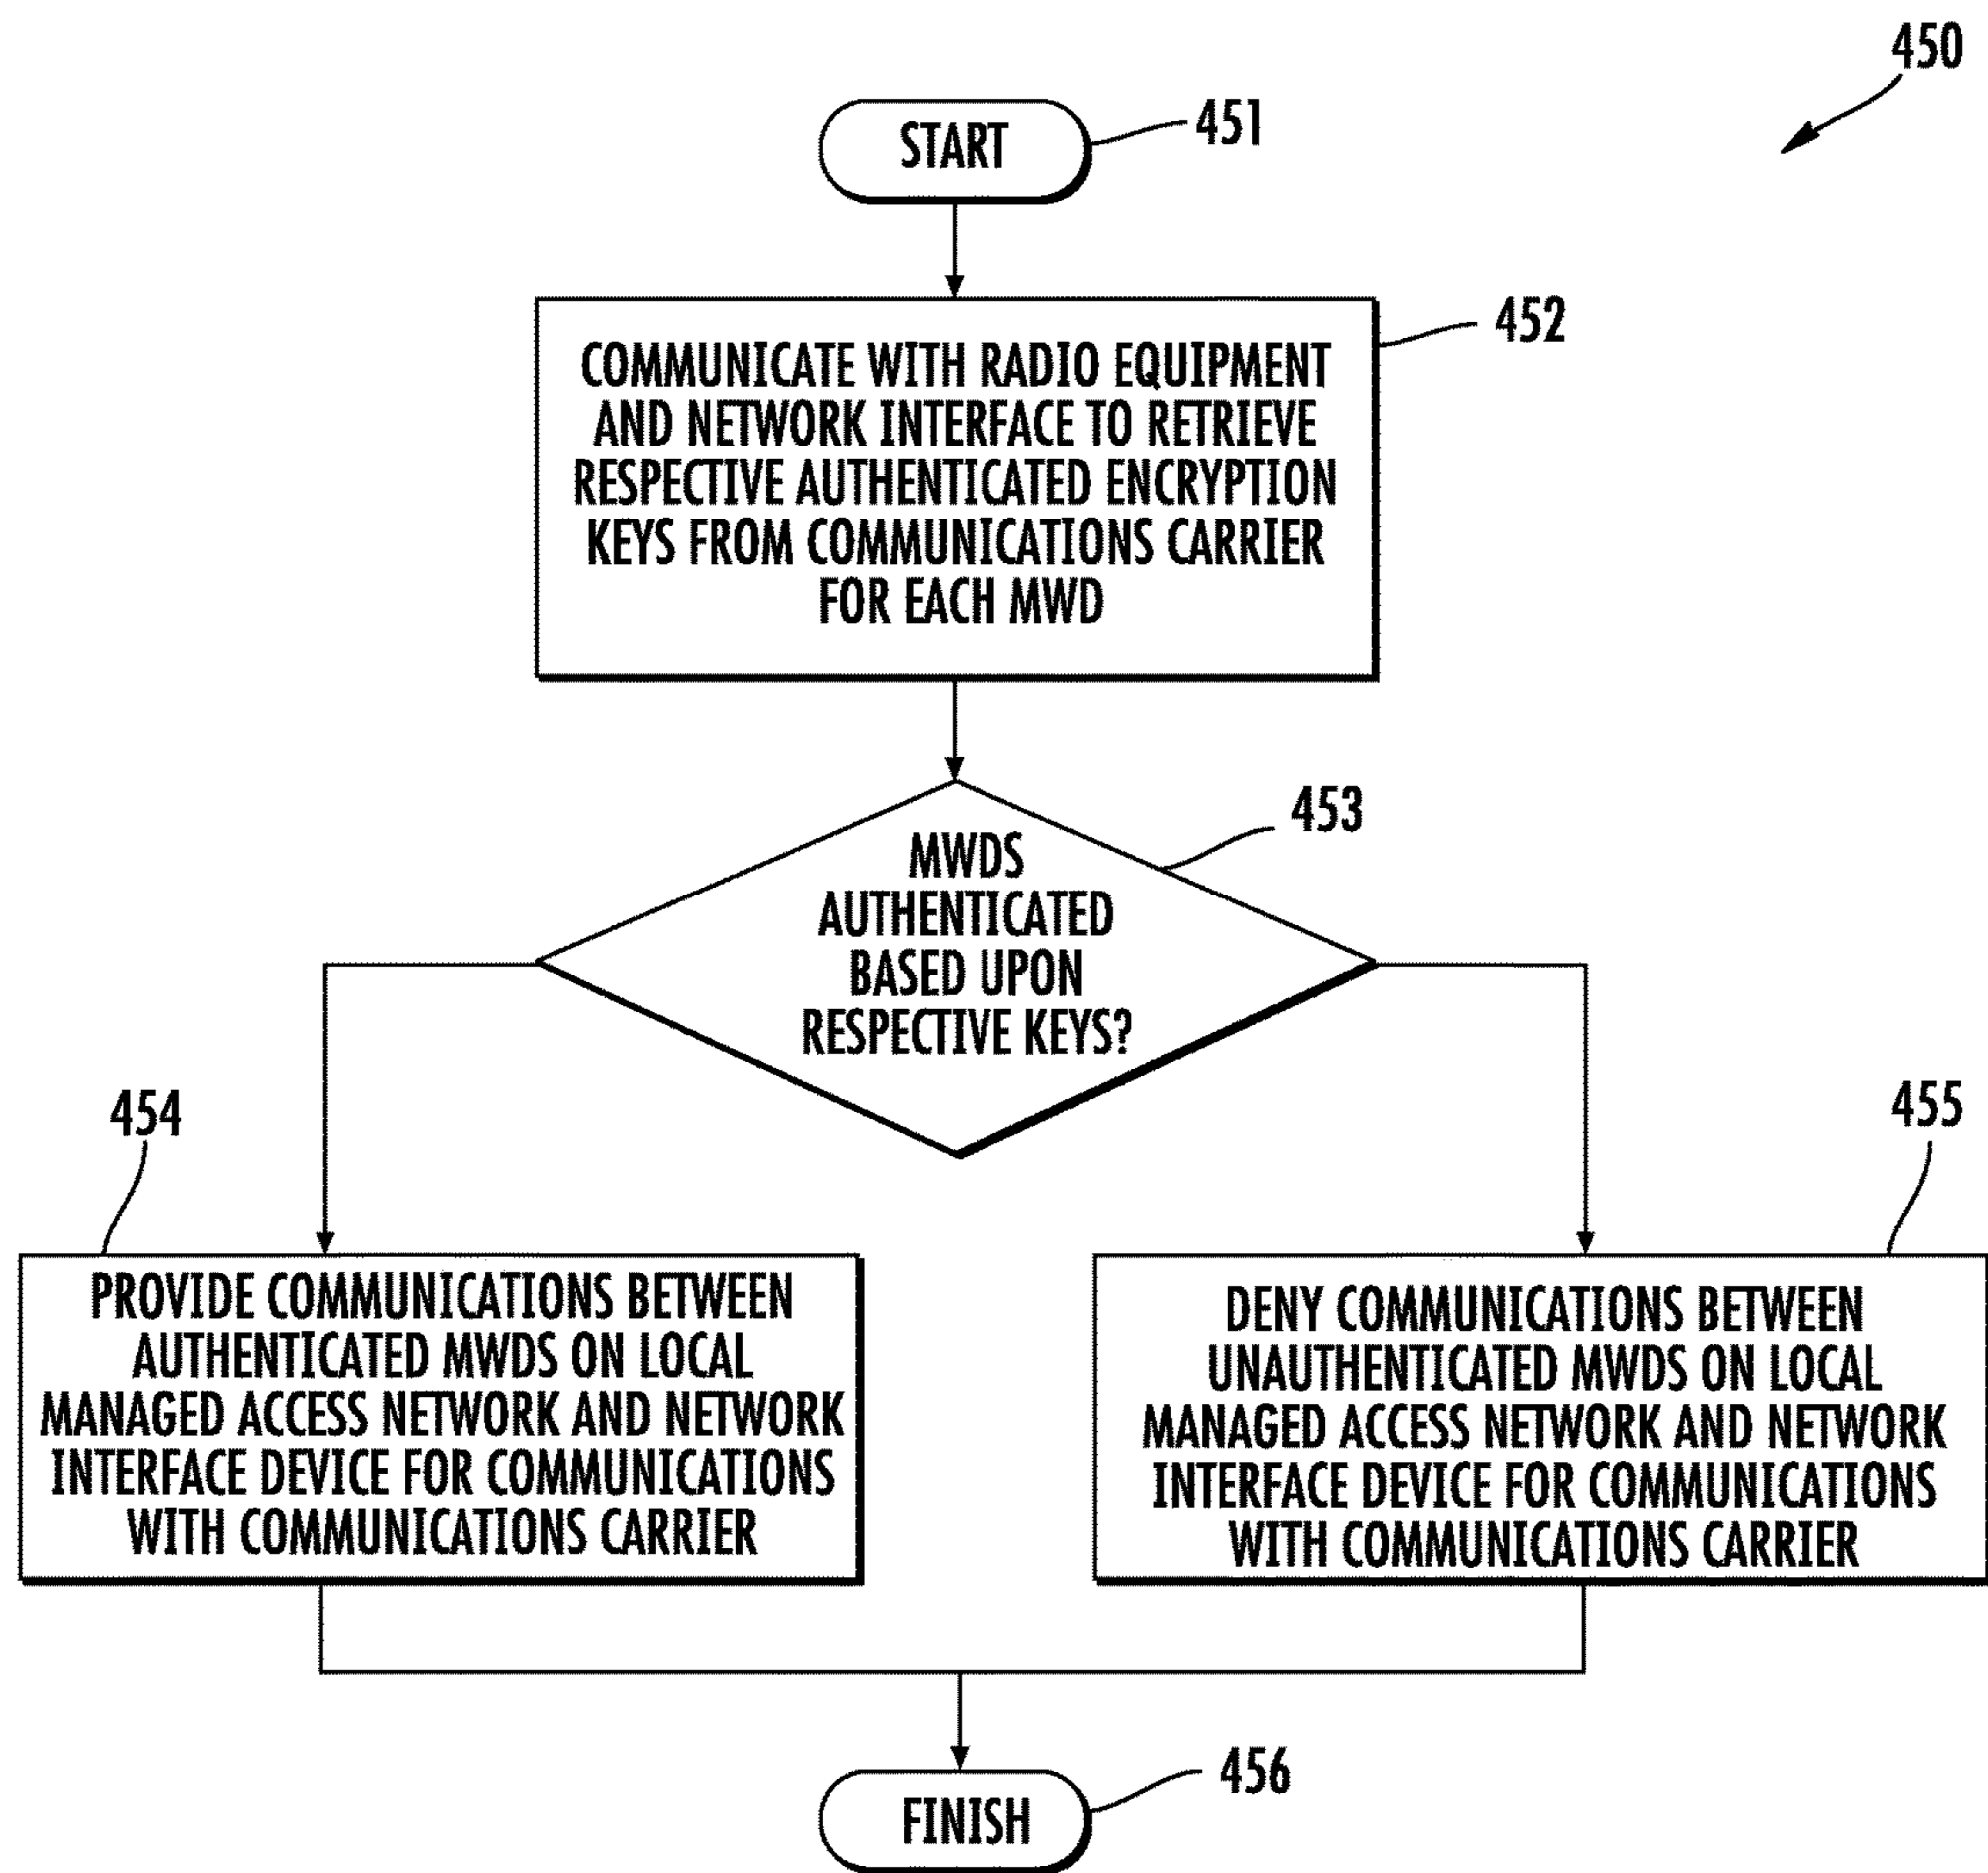 450
START
451
COMMUNICATE WITH RADIO EQUIPMENT
AND NETWORK INTERFACE TO RETRIEVE
RESPECTIVE AUTHENTICATED ENCRYPTION
KEYS FROM COMMUNICATIONS CARRIER
FOR EACH MWD
452
MWDS
AUTHENTICATED
BASED UPON
RESPECTIVE KEYS?
453
454
PROVIDE COMMUNICATIONS BETWEEN
AUTHENTICATED MWDS ON LOCAL
MANAGED ACCESS NETWORK AND NETWORK
INTERFACE DEVICE FOR COMMUNICATIONS
WITH COMMUNICATIONS CARRIER
455
DENY COMMUNICATIONS BETWEEN
UNAUTHENTICATED MWDS ON LOCAL
MANAGED ACCESS NETWORK AND NETWORK
INTERFACE DEVICE FOR COMMUNICATIONS
WITH COMMUNICATIONS CARRIER
FINISH
456